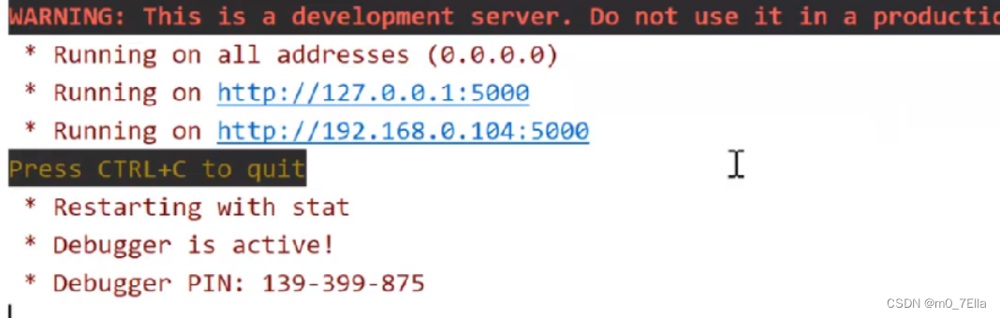 WARNING: This is a development server. Do not use it in a
* Running on all addresses (0.0.0.0)
* Running on http://127.0.0.1:5000
* Running on http://192.168.0.104:5000
Press CTRL+C to quit
* Restarting with stat
* Debugger is active!
* Debugger PIN: 139-399-875
CSDN @m0_7Ella